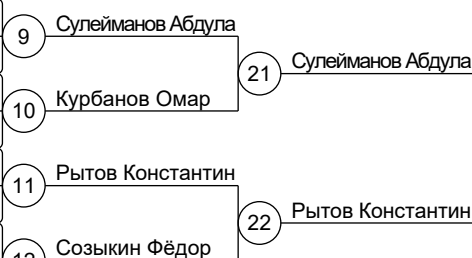 9 Сулейманов Абдула
21 Сулейманов Абдула
10 Курбанов Омар
11 Рытов Константин
22 Рытов Константин
Созыкин Фёдор